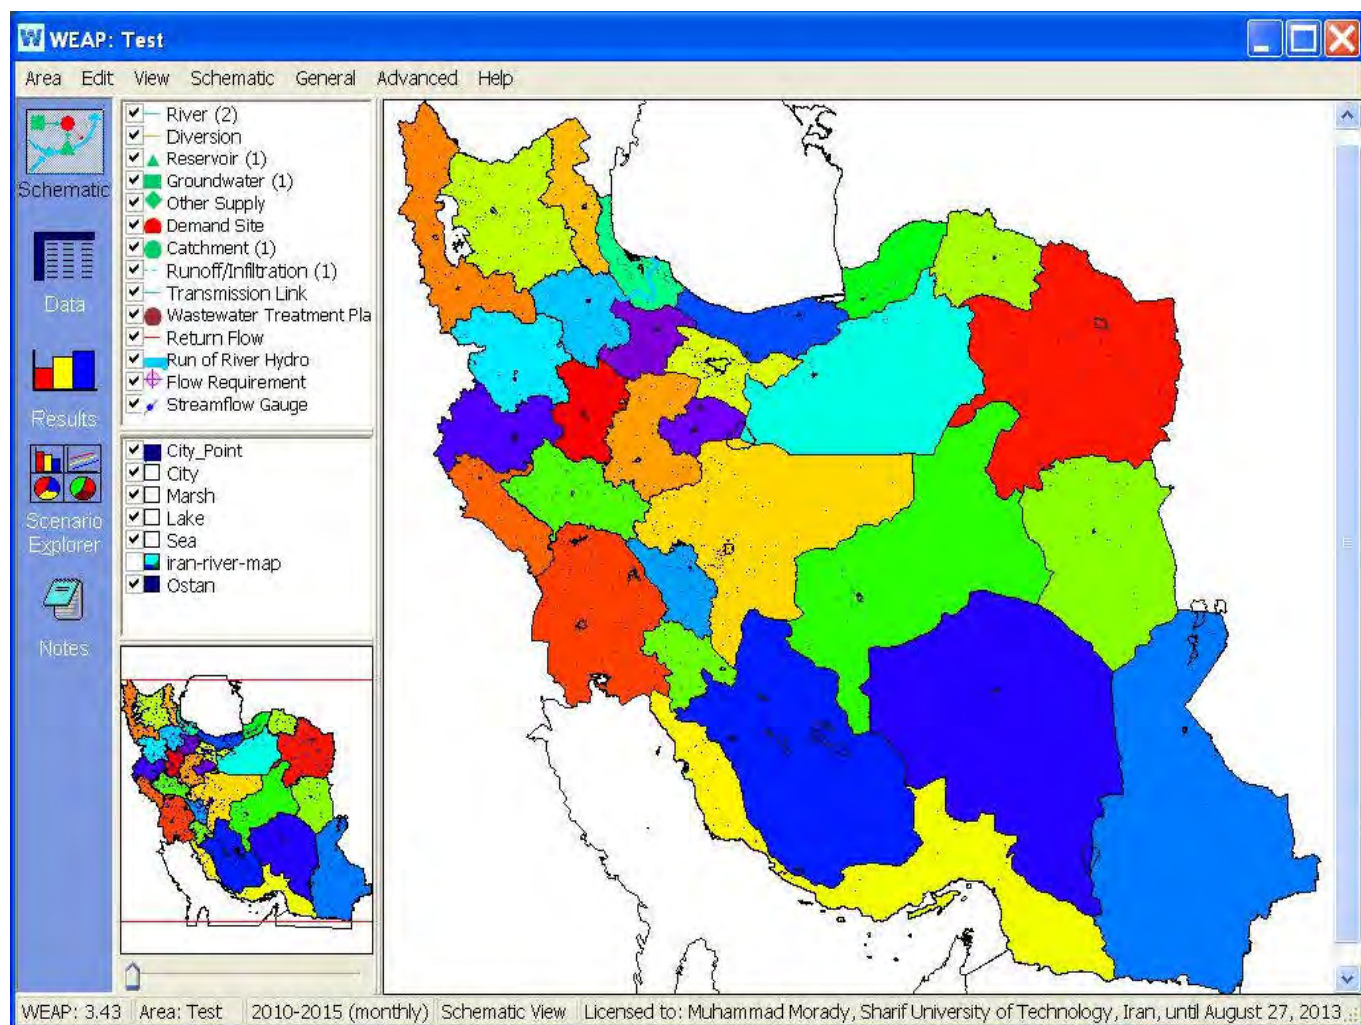 WEAP: Test
Area Edit View Schematic General Advanced Help
Schematic
Data
Results
Scenario
Explorer
Notes
River (2)
Diversion
Reservoir (1)
Groundwater (1)
Other Supply
Demand Site
Catchment (1)
Runoff/Infiltration (1)
Transmission Link
Wastewater Treatment Pla
Return Flow
Run of River Hydro
Flow Requirement
Streamflow Gauge
City_Point
City
Marsh
Lake
Sea
iran-river-map
Ostan
WEAP: 3.43 Area: Test 2010-2015 (monthly) Schematic View Licensed to: Muhammad Morady, Sharif University of Technology, Iran, until August 27, 2013